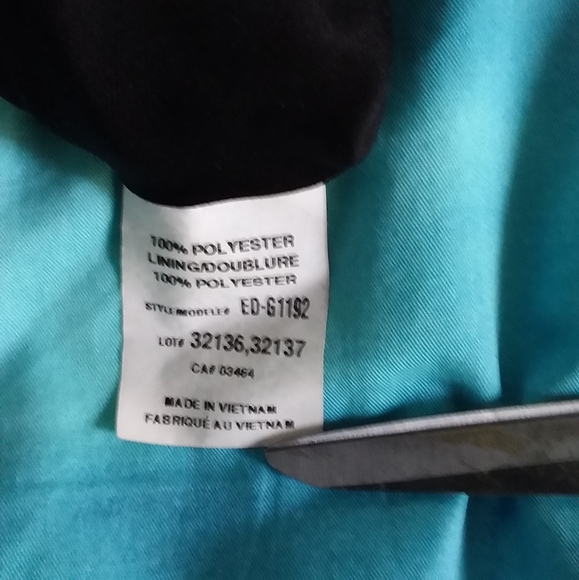 100% POLYESTER
LINING/DOUBLURE
100% POLYESTER
STYLE/MODELE# ED-G1192
LOT# 32136,32137
CA# 03464
MADE IN VIETNAM
FABRIQUÉ AU VIETNAM